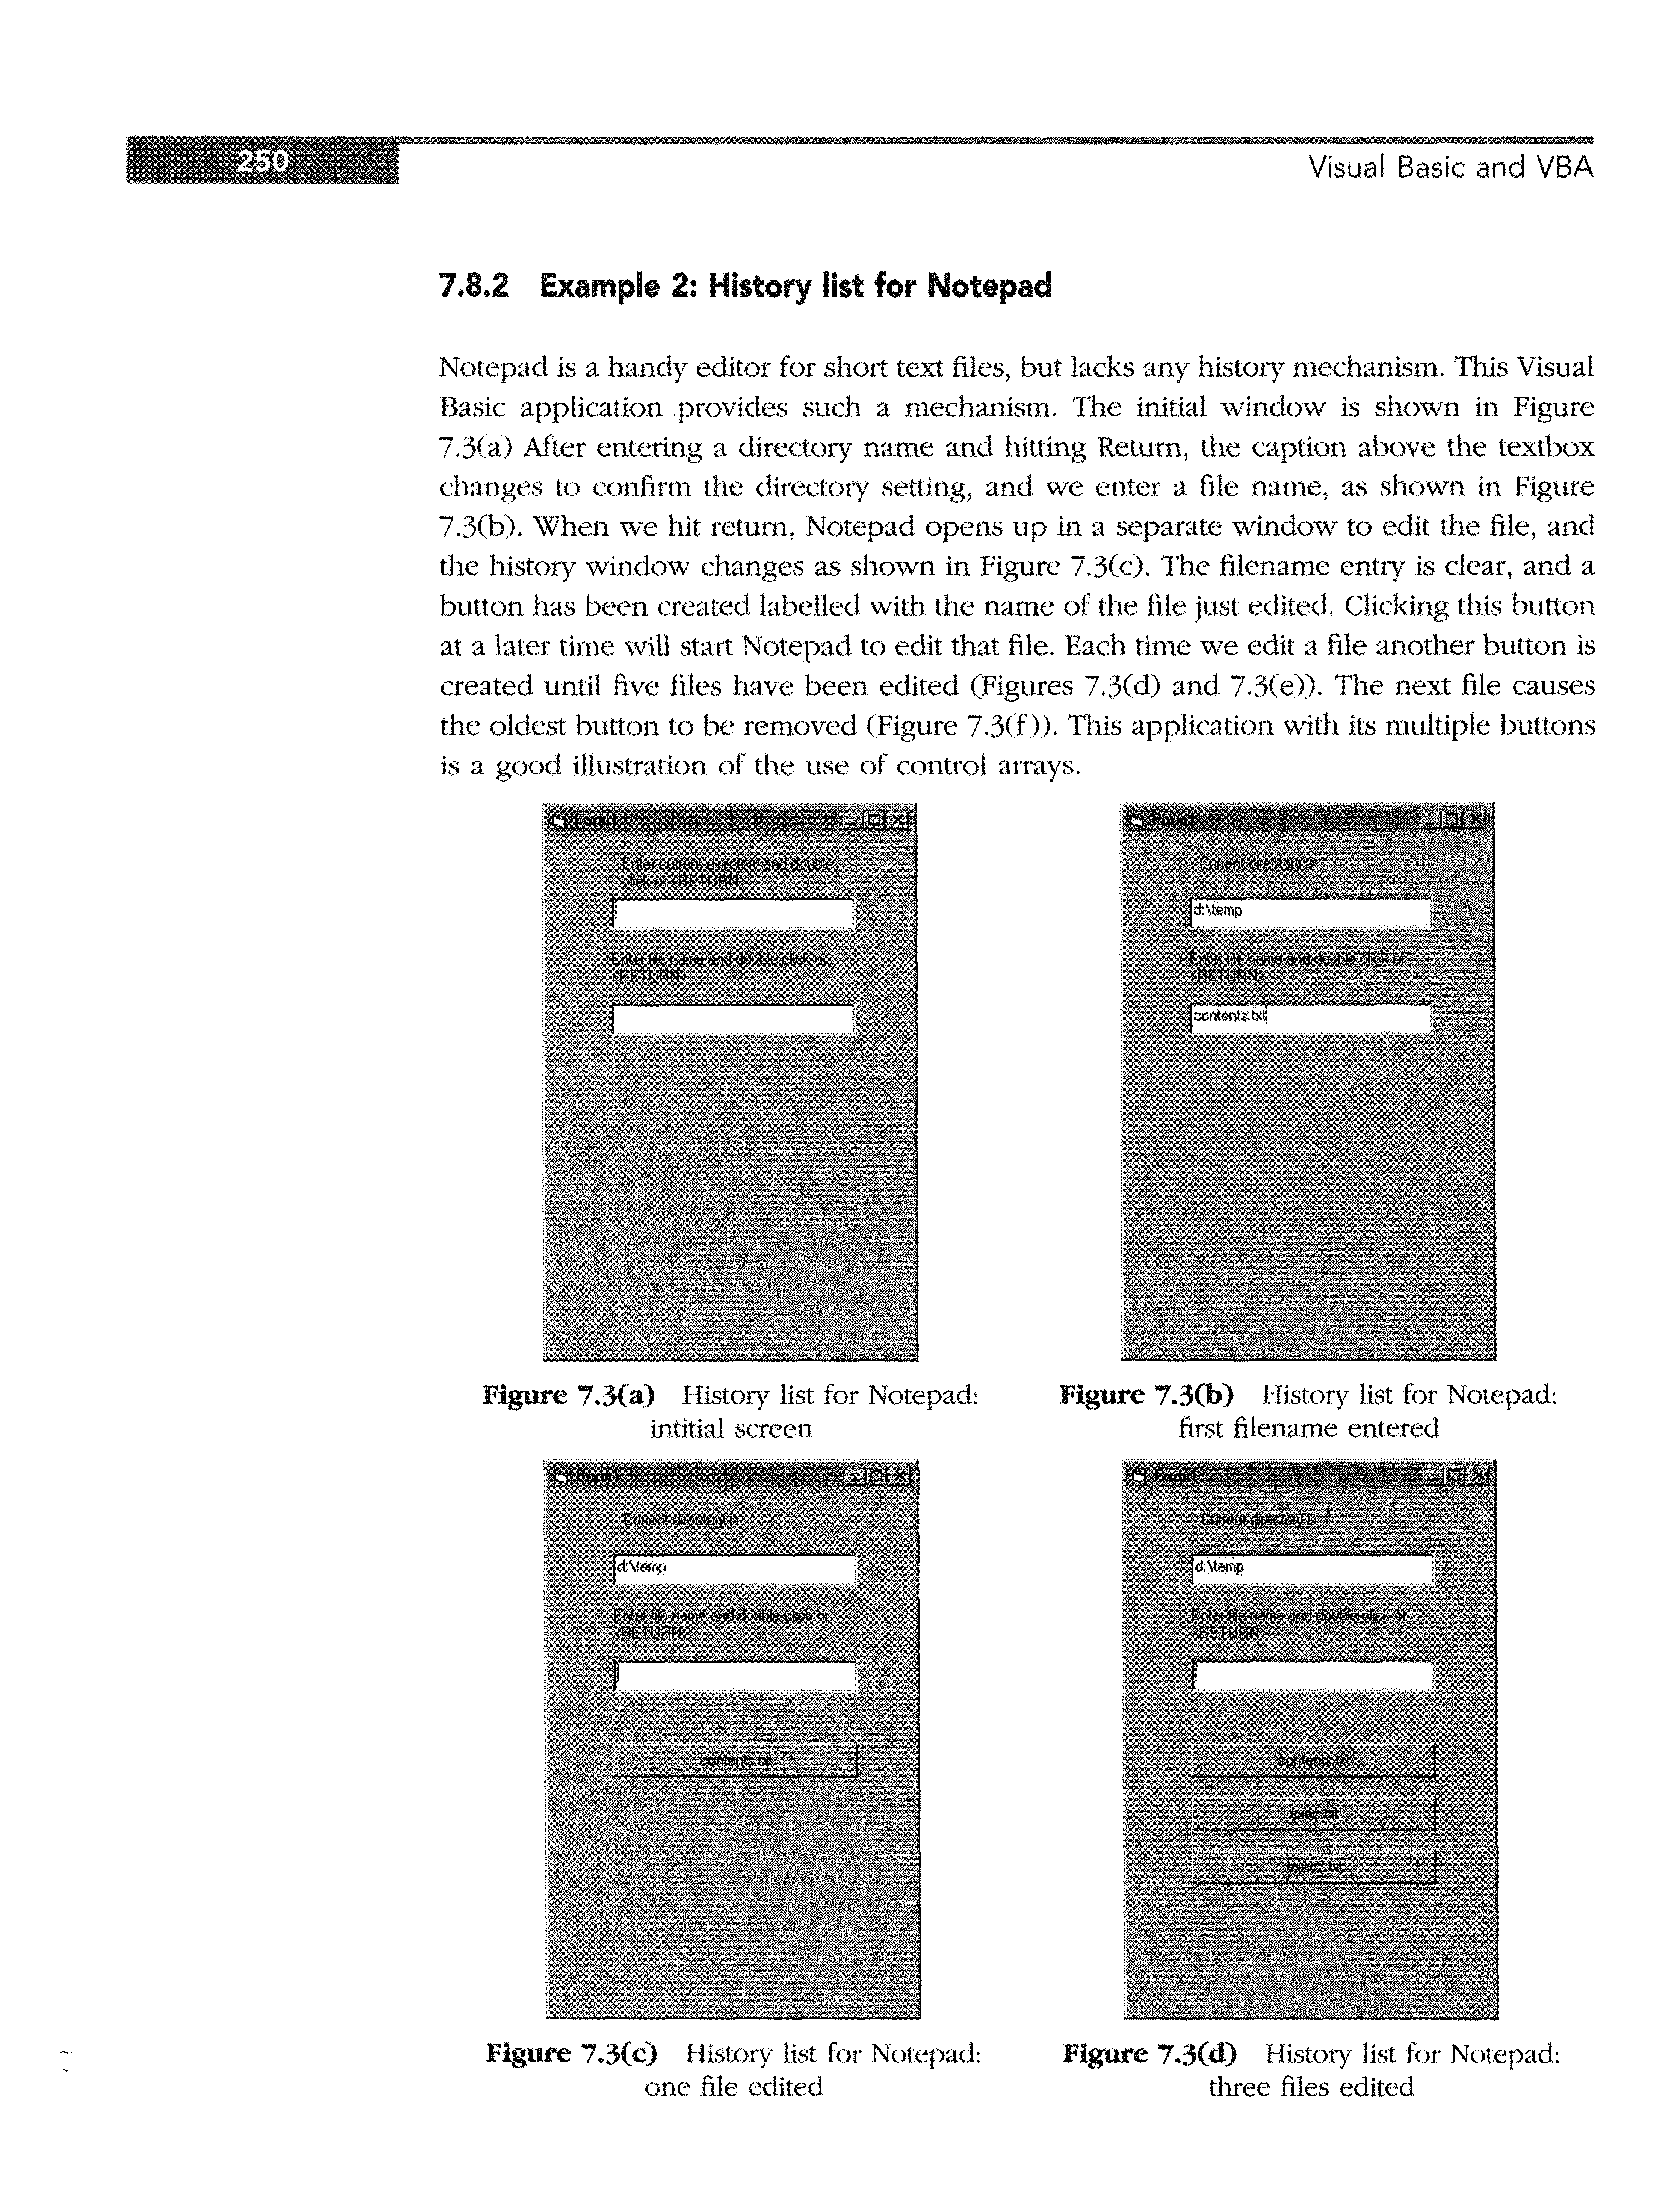 250
Visual Basic and VBA
7.8.2 Example 2: History list for Notepad
Notepad is a handy editor for short text files, but lacks any history mechanism. This Visual
Basic application provides such a mechanism. The initial window is shown in Figure
7.3(a) After entering a directory name and hitting Return, the caption above the textbox
changes to confirm the directory setting, and we enter a file name, as shown in Figure
7.3(b). When we hit return, Notepad opens up in a separate window to edit the file, and
the history window changes as shown in Figure 7.3(c). The filename entry is clear, and a
button has been created labelled with the name of the file just edited. Clicking this button
at a later time will start Notepad to edit that file. Each time we edit a file another button is
created until five files have been edited (Figures 7.3(d) and 7.3(e)). The next file causes
the oldest button to be removed (Figure 7.3(f)). This application with its multiple buttons
is a good illustration of the use of control arrays.
Form1
Enter current directory and double
click or <RETURN>
Enter file name and double click or
<RETURN>
Figure 7.3(a) History list for Notepad:
intitial screen
Form1
Current directory is
d:\temp
Enter file name and double click or
<RETURN>
contents.txt
Figure 7.3(b) History list for Notepad:
first filename entered
Form1
Current directory is
d:\temp
Enter file name and double click or
<RETURN>
contents.txt
Figure 7.3(c) History list for Notepad:
one file edited
Form1
Current directory is
d:\temp
Enter file name and double click or
<RETURN>
contents.txt
exec.txt
exec2.txt
Figure 7.3(d) History list for Notepad:
three files edited